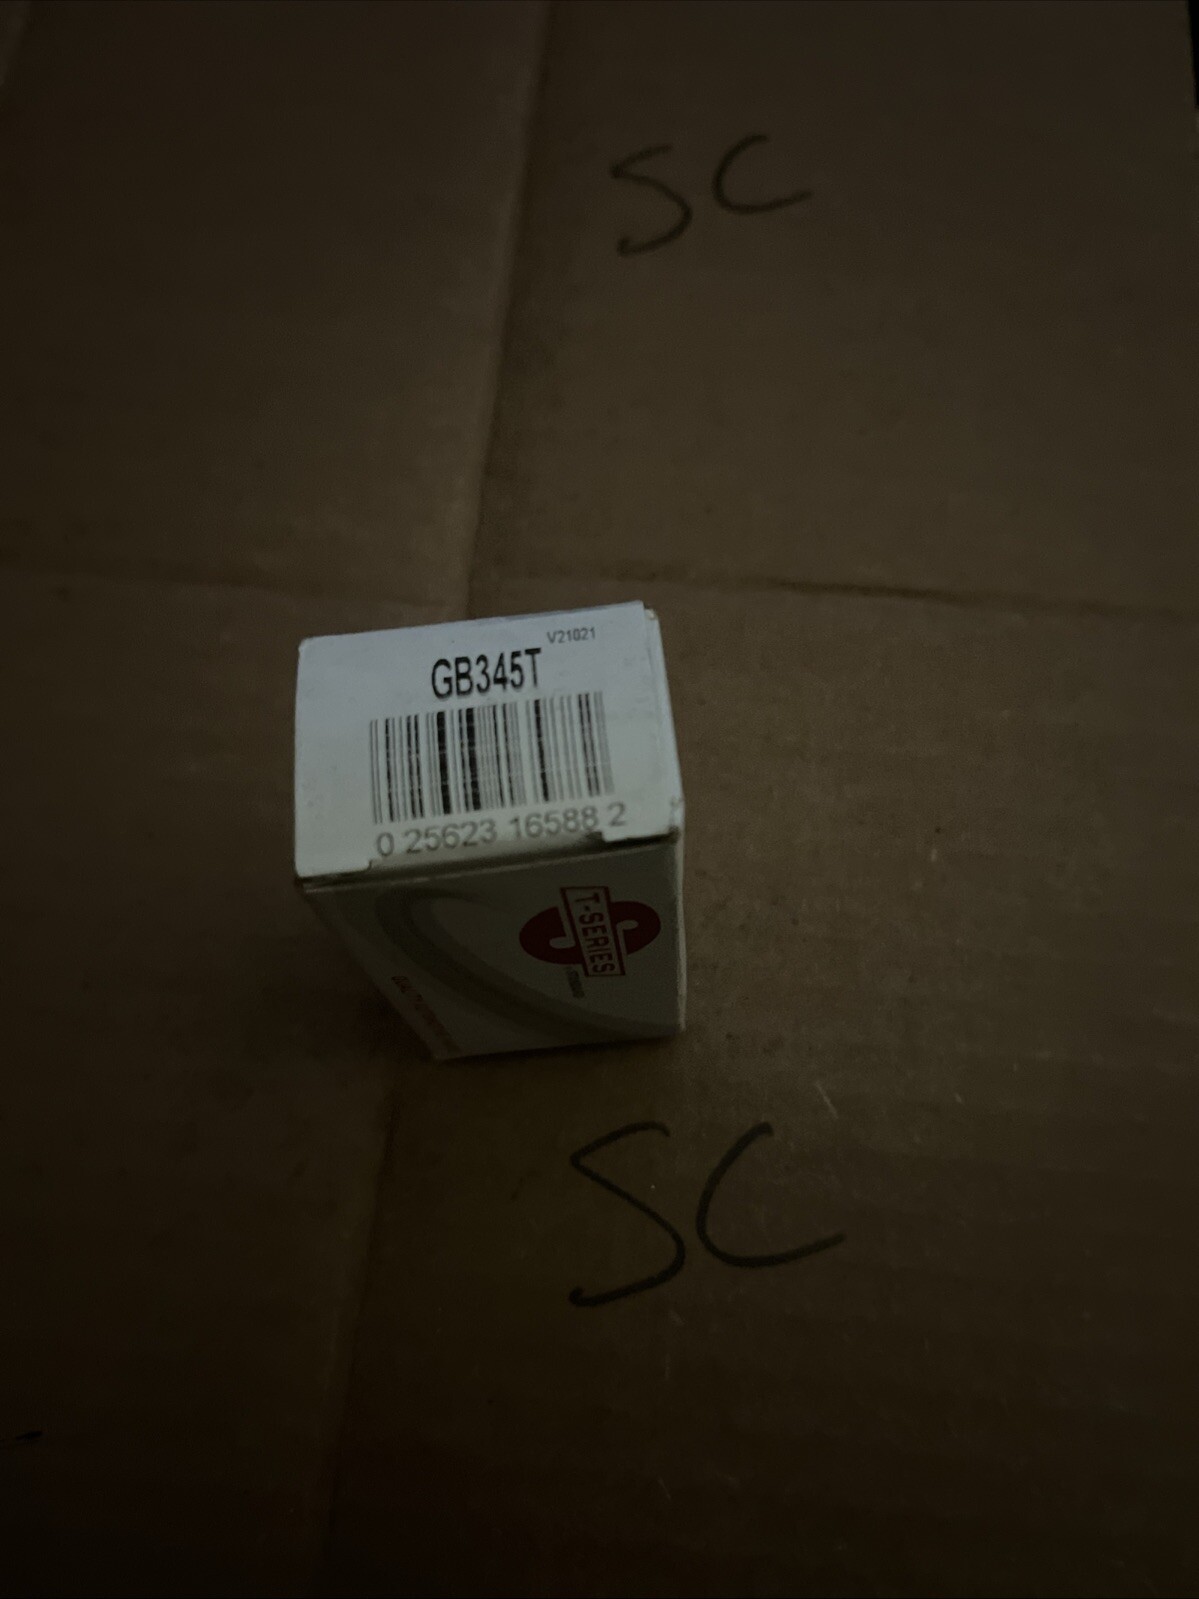 SC
V21021
GB345T
0 25623 16588 2
T-SERIES
SC